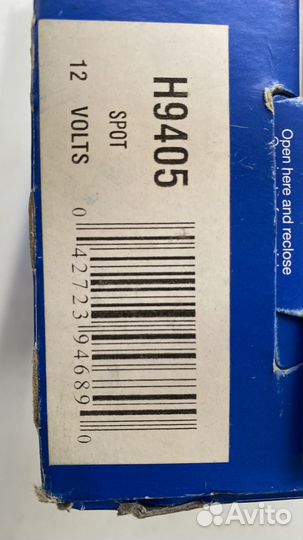 H9405
SPOT
12 VOLTS
0 42723 94689 0
Open here and reclose
Avito